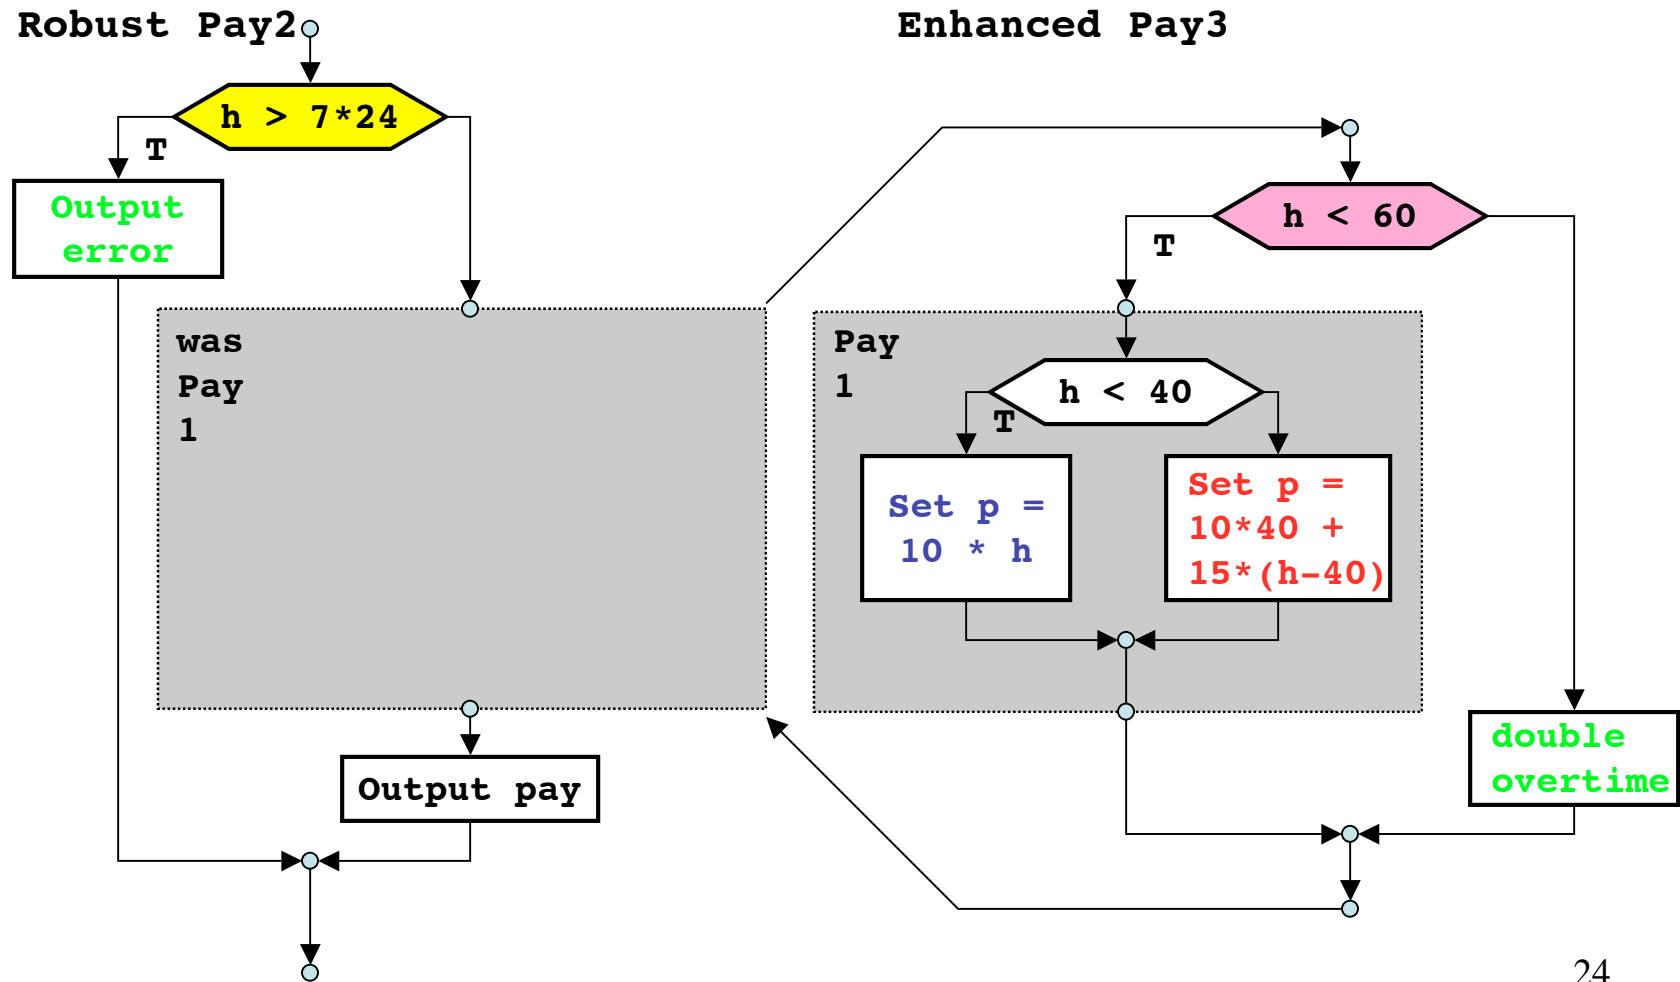 Robust Pay2
Enhanced Pay3
h > 7*24
T
Output
error
was
Pay
1
Output pay
h < 60
T
Pay
1
h < 40
T
Set p =
10 * h
Set p =
10*40 +
15*(h-40)
double
overtime
24